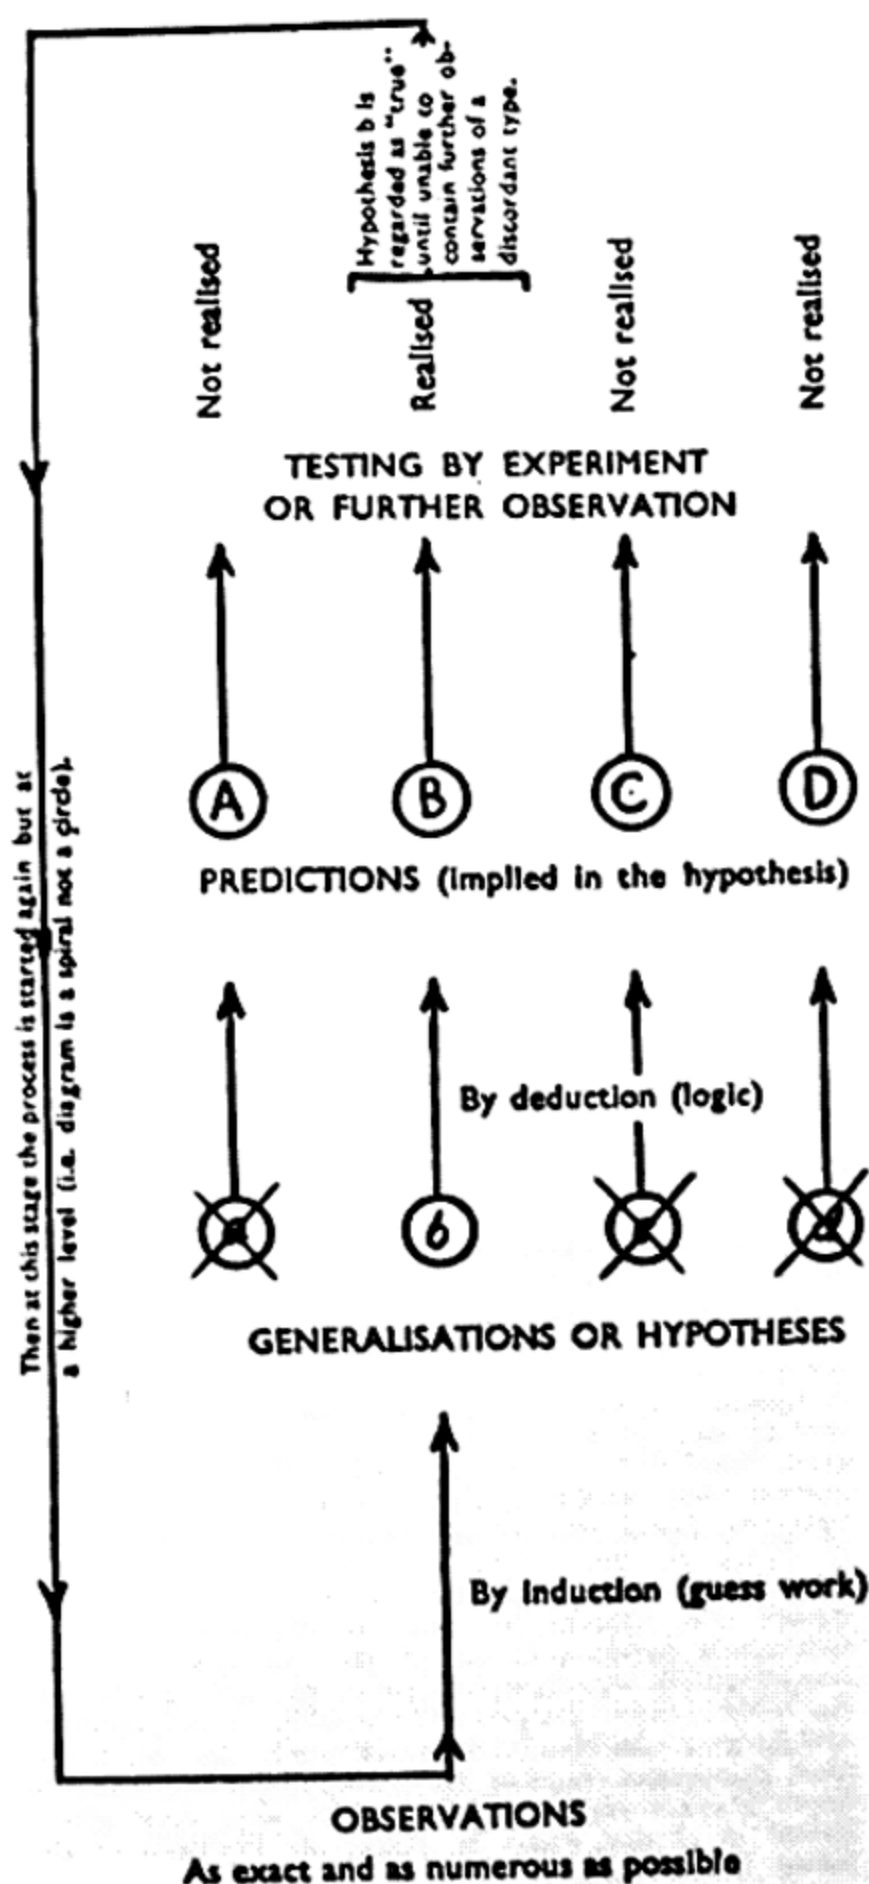 Hypothesis b is
regarded as "true"
until unable to
contain further ob-
servations of a
discordant type.
Not realised
Realised
Not realised
Not realised
TESTING BY EXPERIMENT
OR FURTHER OBSERVATION
A
B
C
D
PREDICTIONS (implied in the hypothesis)
Then at this stage the process is started again but at
a higher level (i.e. diagram is a spiral not a circle).
By deduction (logic)
a
b
d
GENERALISATIONS OR HYPOTHESES
By induction (guess work)
OBSERVATIONS
As exact and as numerous as possible